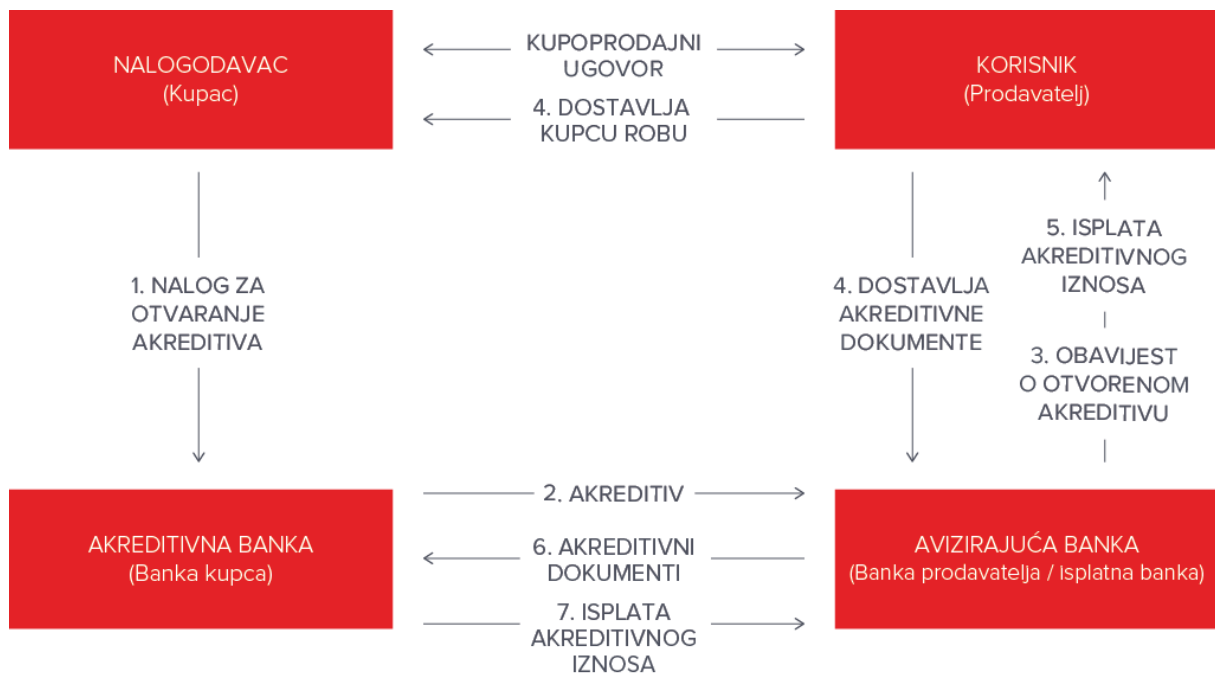 NALOGODAVAC
(Kupac)
KUPOPRODAJNI
UGOVOR
4. DOSTAVLJA
KUPCU ROBU
KORISNIK
(Prodavatelj)
1. NALOG ZA
OTVARANJE
AKREDITIVA
4. DOSTAVLJA
AKREDITIVNE
DOKUMENTE
5. ISPLATA
AKREDITIVNOG
IZNOSA
3. OBAVIJEST
O OTVORENOM
AKREDITIVU
AKREDITIVNA BANKA
(Banka kupca)
2. AKREDITIV
6. AKREDITIVNI
DOKUMENTI
7. ISPLATA
AKREDITIVNOG
IZNOSA
AVIZIRAJUĆA BANKA
(Banka prodavatelja / isplatna banka)